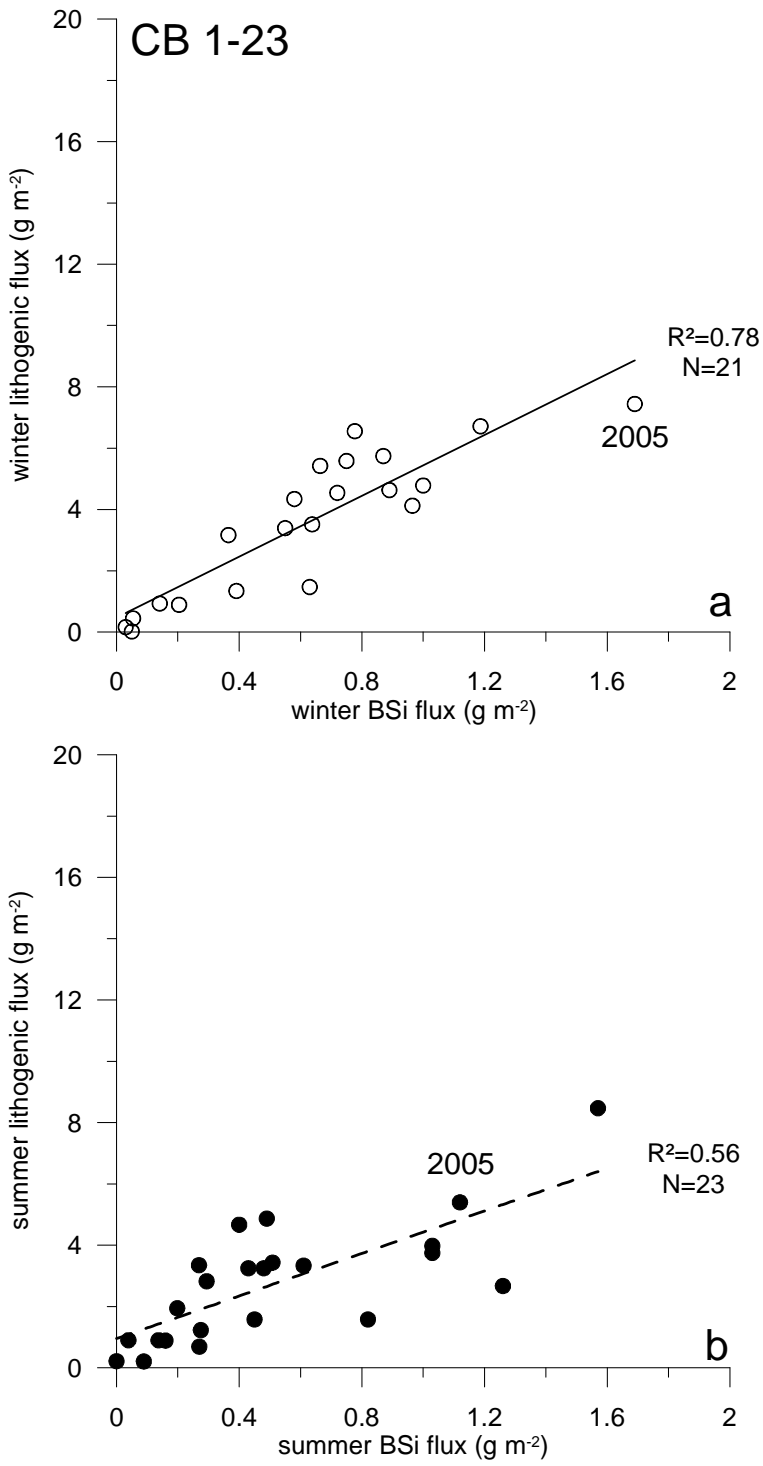 CB 1-23
20
16
12
8
4
0
winter lithogenic flux (g m⁻²)
R²=0.78
N=21
2005
a
0 0.4 0.8 1.2 1.6 2
winter BSi flux (g m⁻²)
20
16
12
8
4
0
summer lithogenic flux (g m⁻²)
2005
R²=0.56
N=23
b
0 0.4 0.8 1.2 1.6 2
summer BSi flux (g m⁻²)